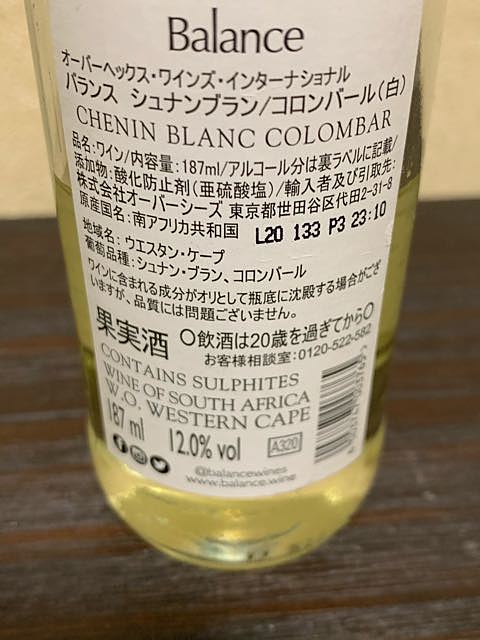 Balance
オーバーヘックス・ワインズ・インターナショナル
バランス シュナンブラン/コロンバール(白)
CHENIN BLANC COLOMBAR
品名:ワイン/内容量:187ml/アルコール分は裏ラベルに記載/
添加物:酸化防止剤(亜硫酸塩)/輸入者及び引取先:
株式会社オーバーシーズ 東京都世田谷区代田2-31-8
原産国名:南アフリカ共和国 L20 133 P3 23:10
地域名: ウエスタン・ケープ
葡萄品種:シュナン・ブラン、コロンバール
ワインに含まれる成分がオリとして瓶底に沈殿する場合がござ
いますが、品質には問題ございません。
果実酒 〇飲酒は20歳を過ぎてから〇
お客様相談室:0120-522-582
CONTAINS SULPHITES
WINE OF SOUTH AFRICA
W.O. WESTERN CAPE
187 ml 12.0% vol A320
@balancewines
www.balance.wine